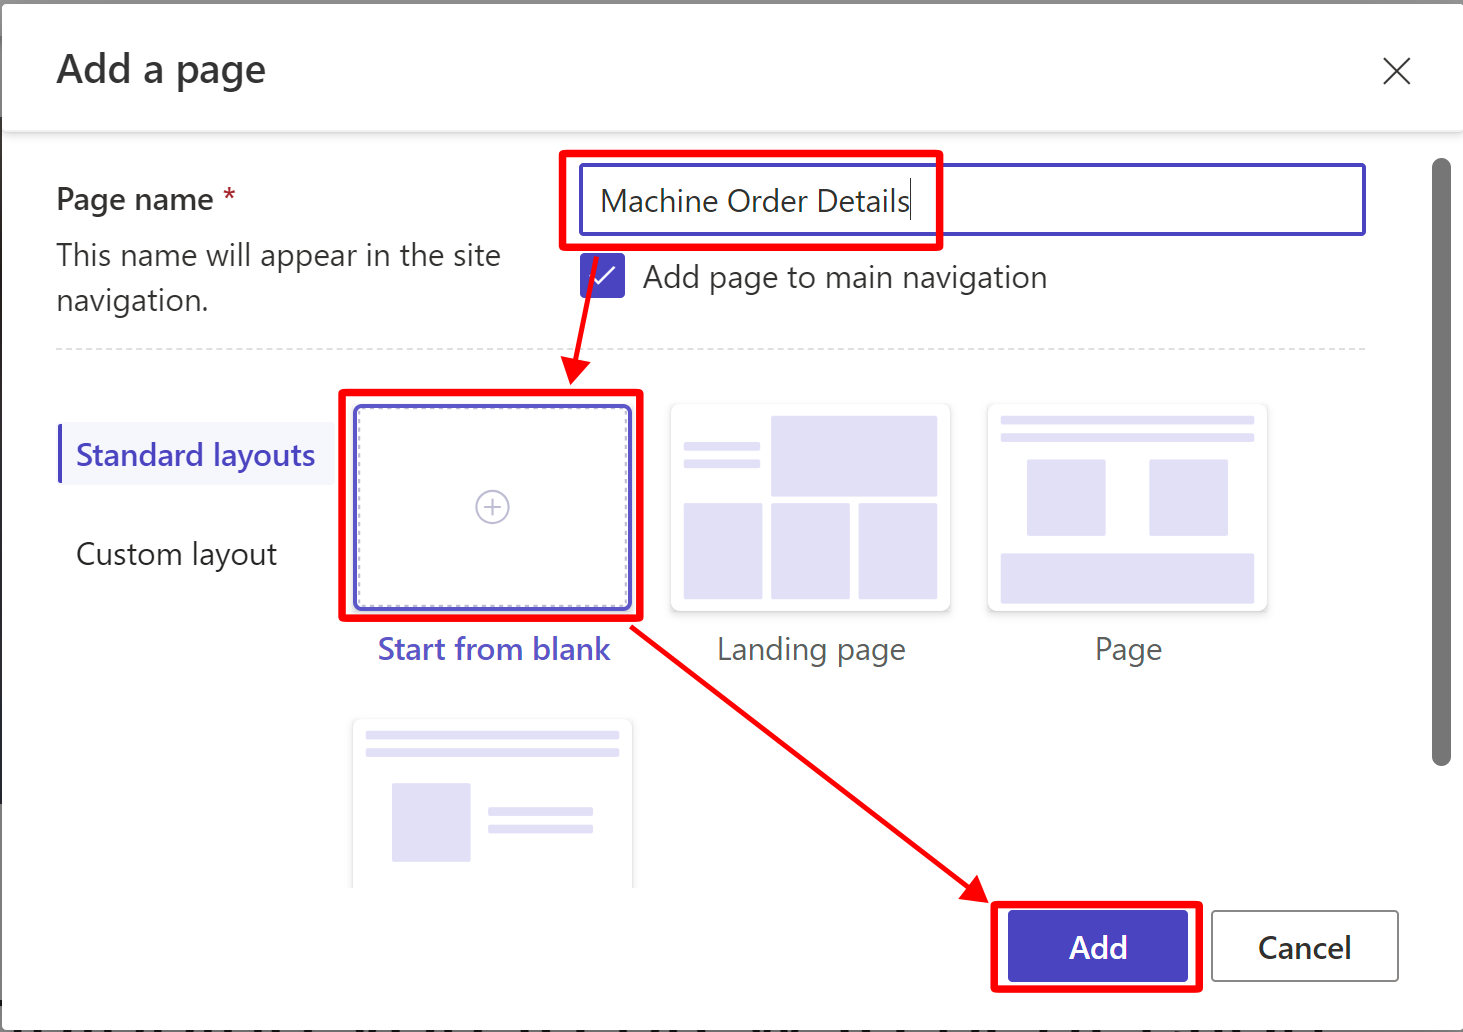 Add a page
Page name *
Machine Order Details
This name will appear in the site
navigation.
Add page to main navigation
Standard layouts
Custom layout
Start from blank
Landing page
Page
Add
Cancel